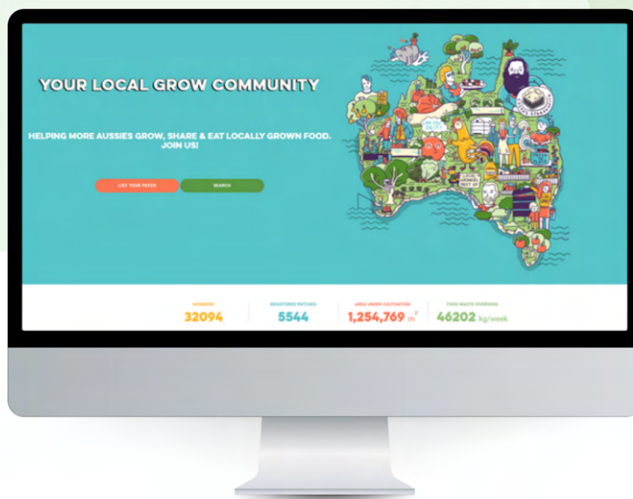 YOUR LOCAL GROW COMMUNITY
HELPING MORE AUSSIES GROW, SHARE & EAT LOCALLY GROWN FOOD.
JOIN US!
LIST YOUR PATCH
SEARCH
MEMBERS
REGISTERED PATCHES
AREA UNDER CULTIVATION
FOOD WASTE DIVERSION
32094
5544
1,254,769 m²
46202 kg/week